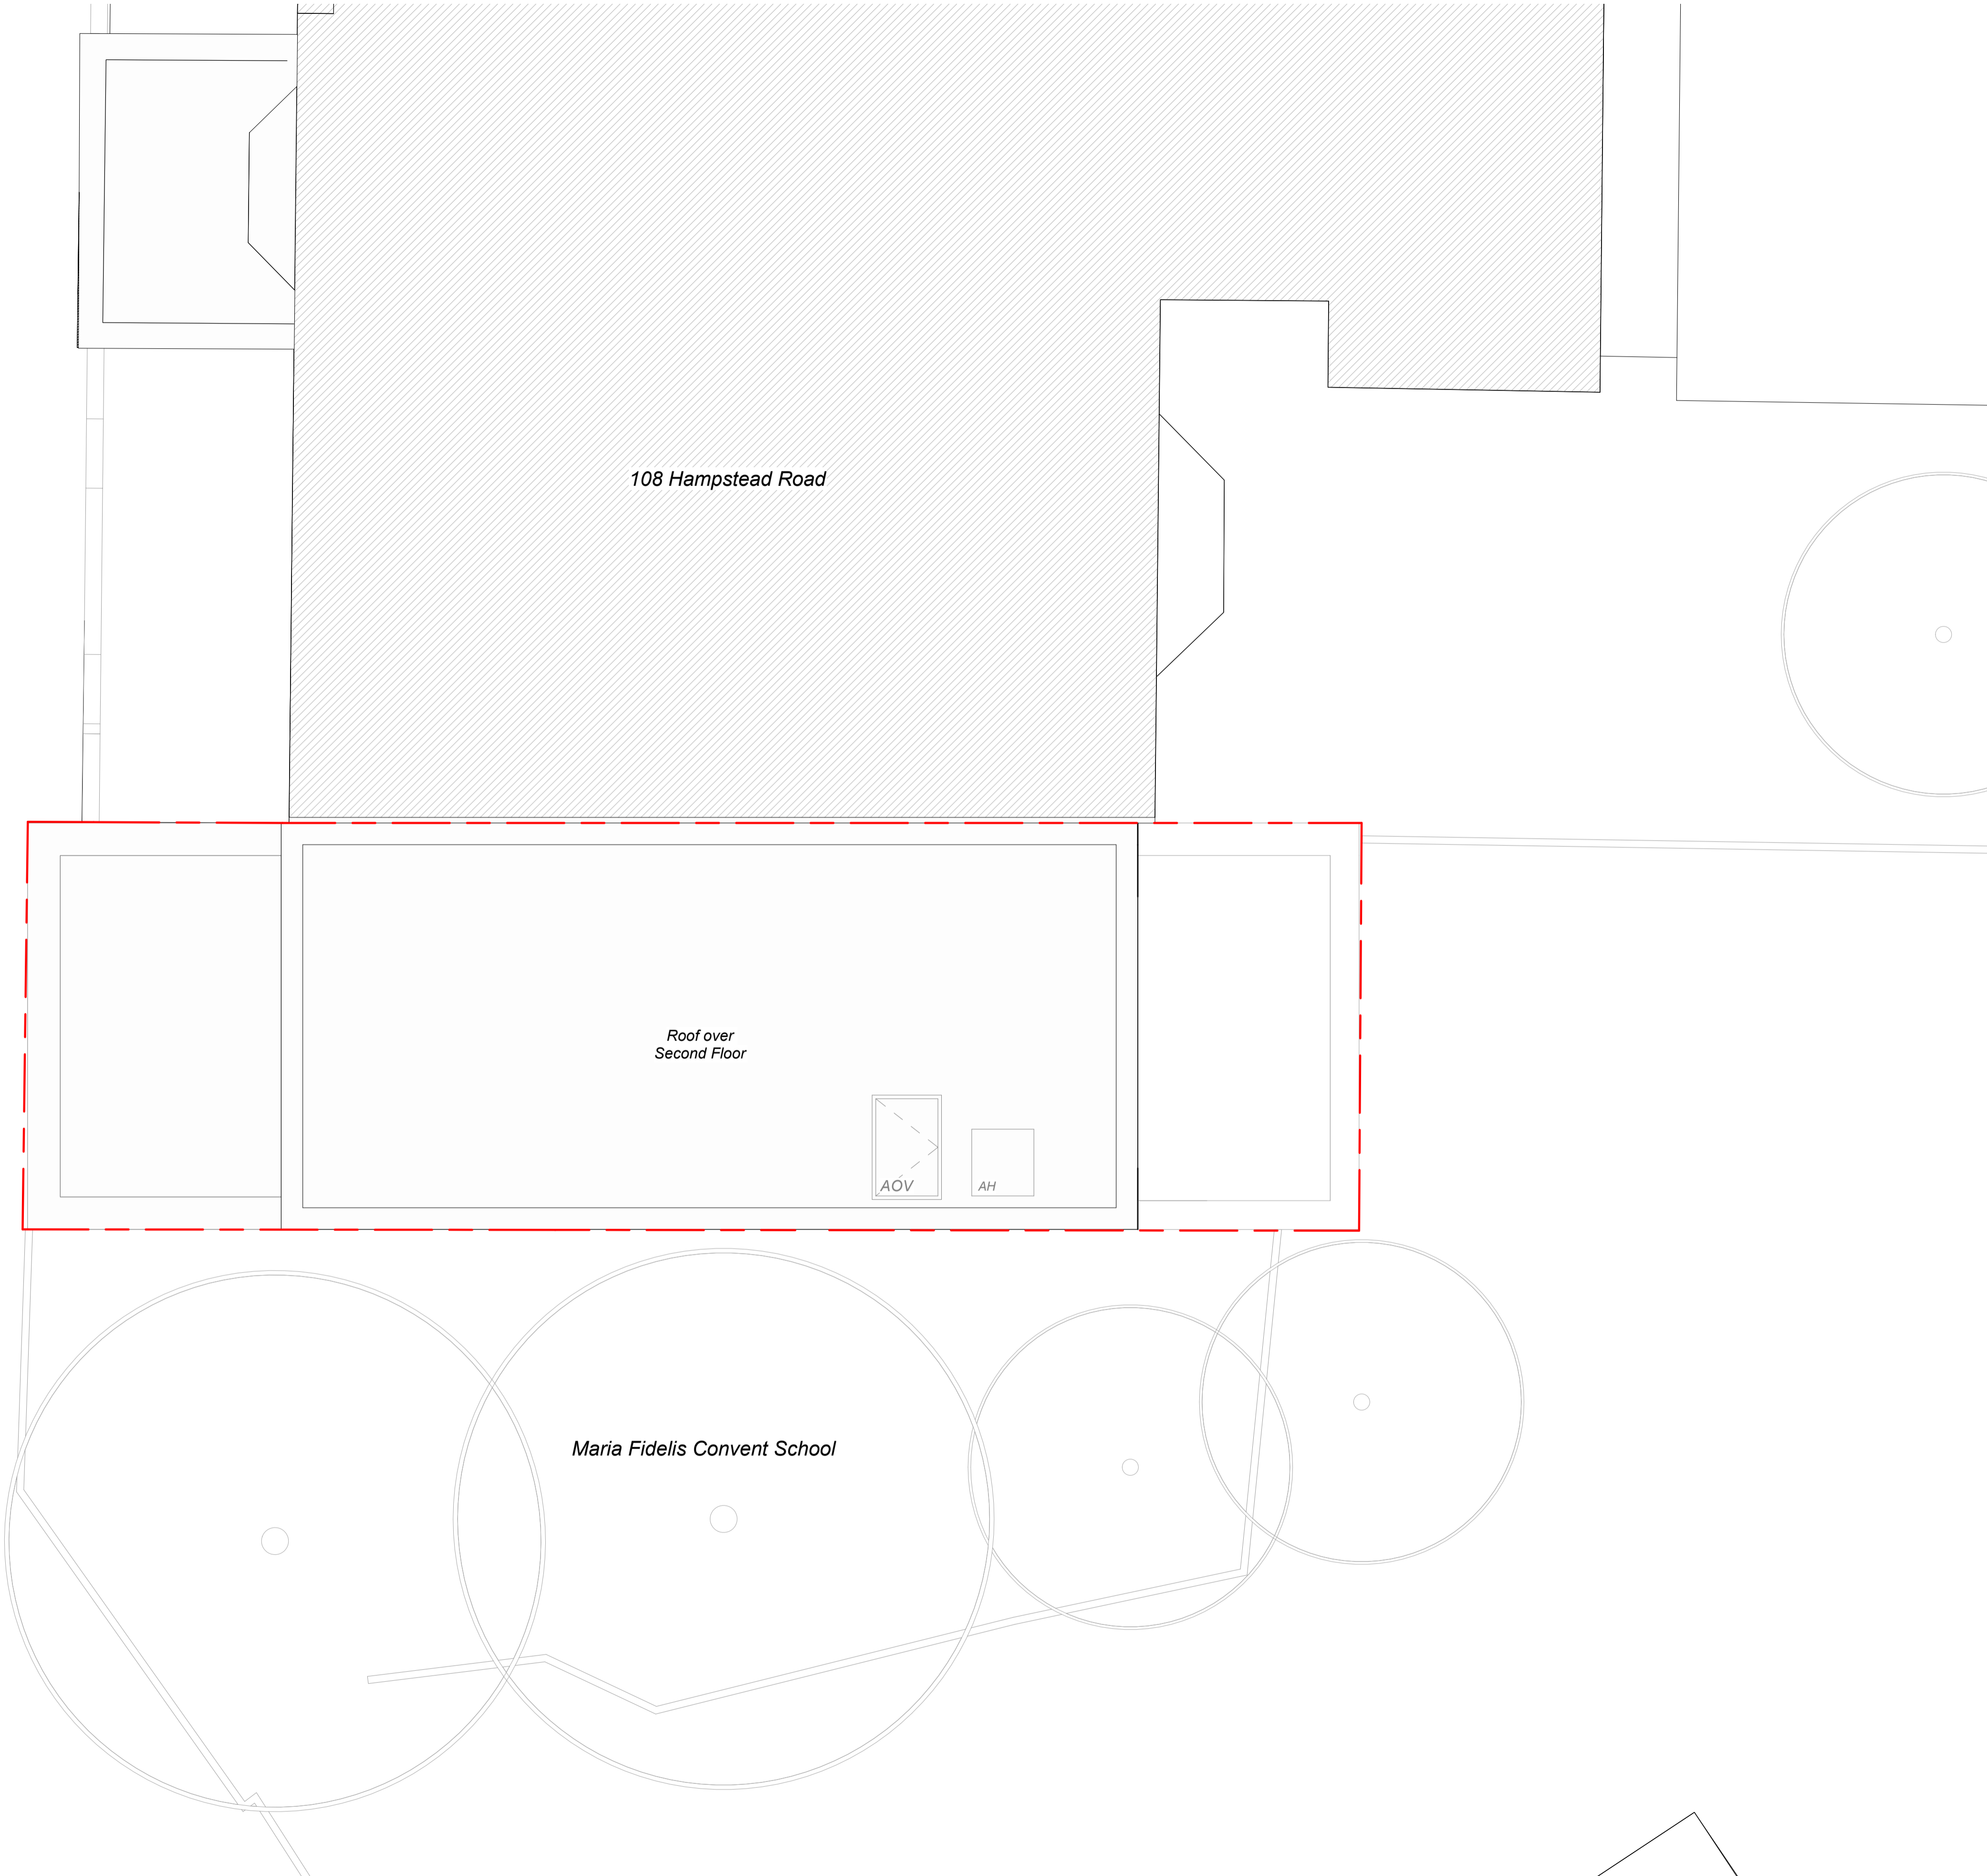 108 Hampstead Road
Roof over
Second Floor
AOV
AH
Maria Fidelis Convent School